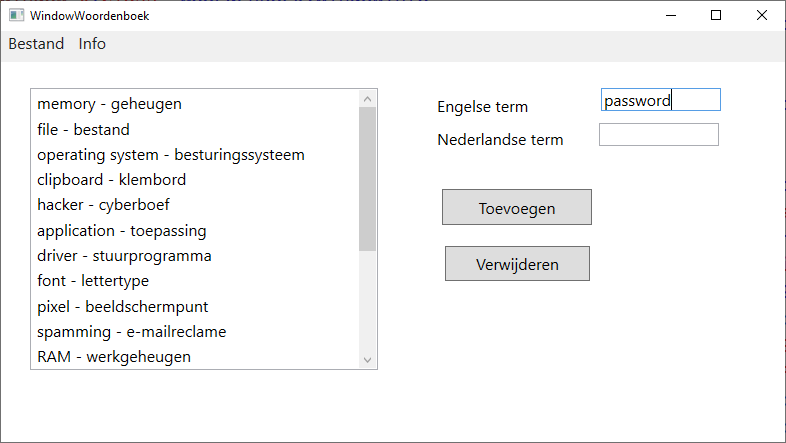 WindowWoordenboek
Bestand Info
memory - geheugen
file - bestand
operating system - besturingssysteem
clipboard - klembord
hacker - cyberboef
application - toepassing
driver - stuurprogramma
font - lettertype
pixel - beeldschermpunt
spamming - e-mailreclame
RAM - werkgeheugen
Engelse term password
Nederlandse term
Toevoegen
Verwijderen